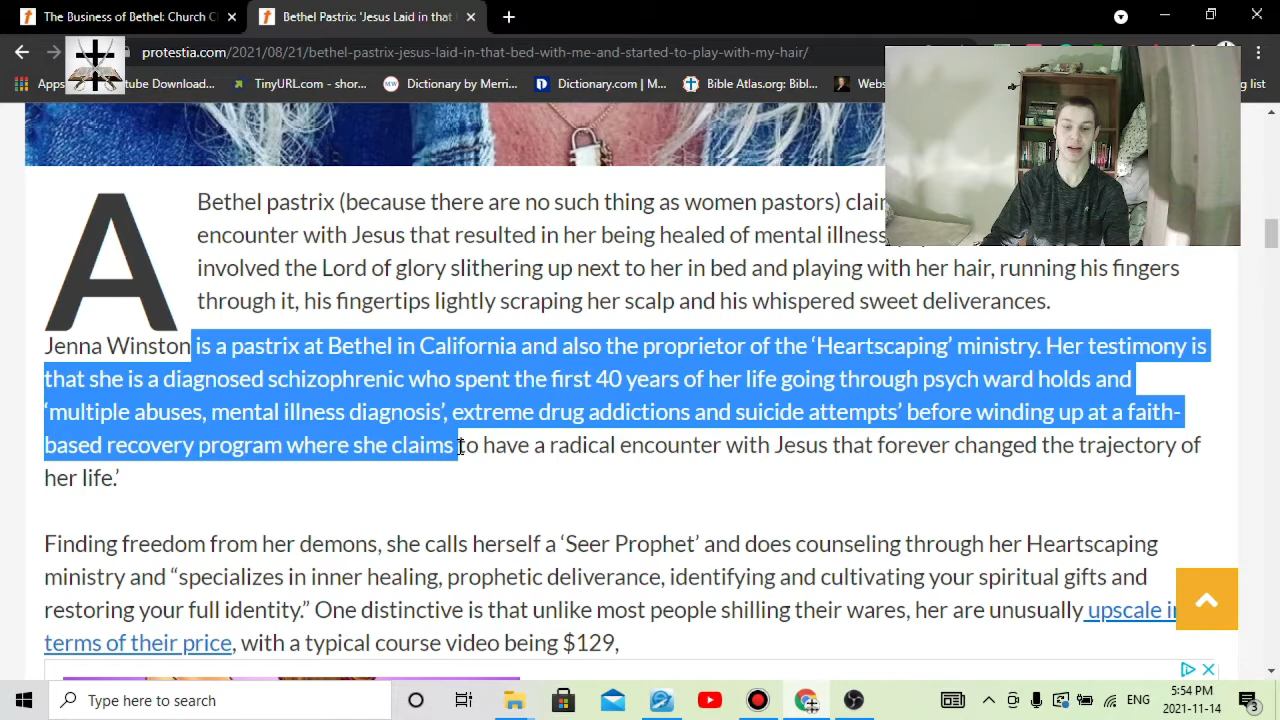 The Business of Bethel: Church C
Bethel Pastrix: 'Jesus Laid in that
protestia.com/2021/08/21/bethel-pastrix-jesus-laid-in-that-bed-with-me-and-started-to-play-with-my-hair/
Apps
tube Download...
TinyURL.com - shor...
Dictionary by Merri...
Dictionary.com | M...
Bible Atlas.org: Bibl...
Webs
g list
A
Bethel pastrix (because there are no such thing as women pastors) clai
encounter with Jesus that resulted in her being healed of mental illness,
involved the Lord of glory slithering up next to her in bed and playing with her hair, running his fingers
through it, his fingertips lightly scraping her scalp and his whispered sweet deliverances.
Jenna Winston is a pastrix at Bethel in California and also the proprietor of the ‘Heartscaping’ ministry. Her testimony is
that she is a diagnosed schizophrenic who spent the first 40 years of her life going through psych ward holds and
‘multiple abuses, mental illness diagnosis’, extreme drug addictions and suicide attempts’ before winding up at a faith-
based recovery program where she claims to have a radical encounter with Jesus that forever changed the trajectory of
her life.’
Finding freedom from her demons, she calls herself a ‘Seer Prophet’ and does counseling through her Heartscaping
ministry and “specializes in inner healing, prophetic deliverance, identifying and cultivating your spiritual gifts and
restoring your full identity.” One distinctive is that unlike most people shilling their wares, her are unusually upscale in
terms of their price, with a typical course video being $129,
Type here to search
ENG
5:54 PM
2021-11-14
3